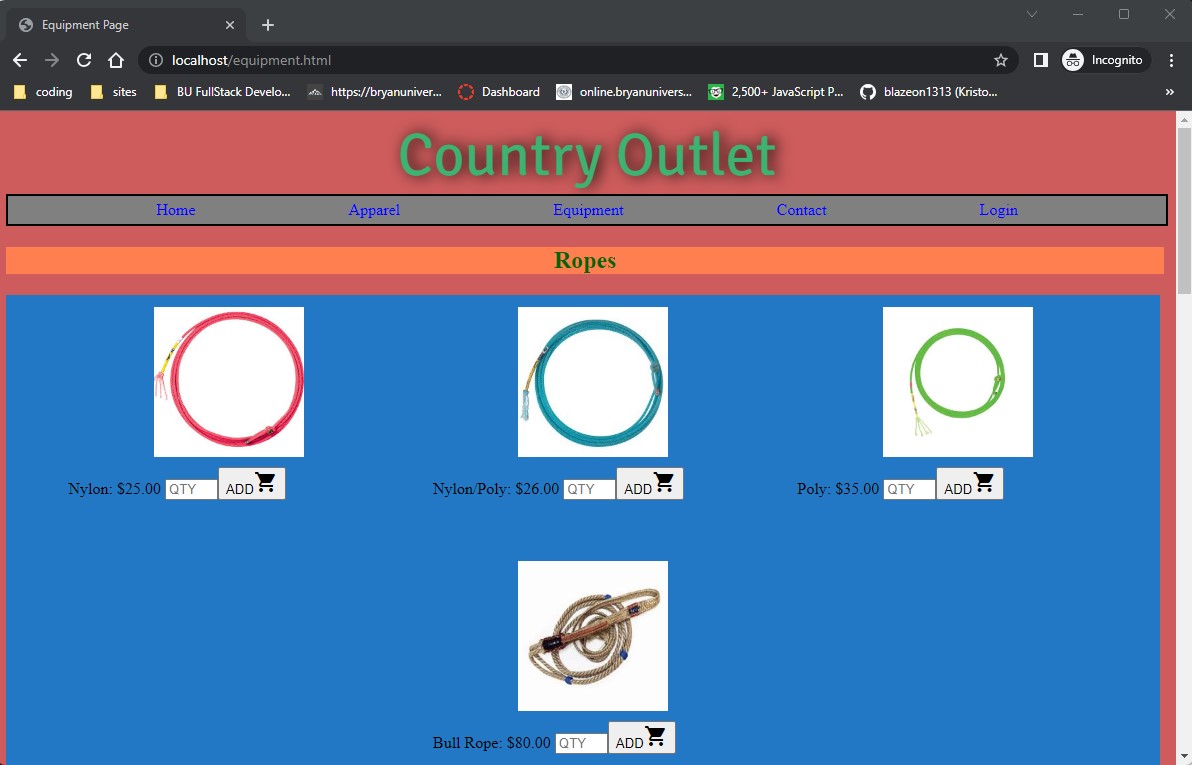 Equipment Page
localhost/equipment.html
Incognito
coding sites BU FullStack Develo... https://bryanuniver... Dashboard online.bryanunivers... 2,500+ JavaScript P... blazeon1313 (Kristo... »
Country Outlet
Home Apparel Equipment Contact Login
Ropes
Nylon: $25.00 QTY ADD Nylon/Poly: $26.00 QTY ADD Poly: $35.00 QTY ADD
Bull Rope: $80.00 QTY ADD